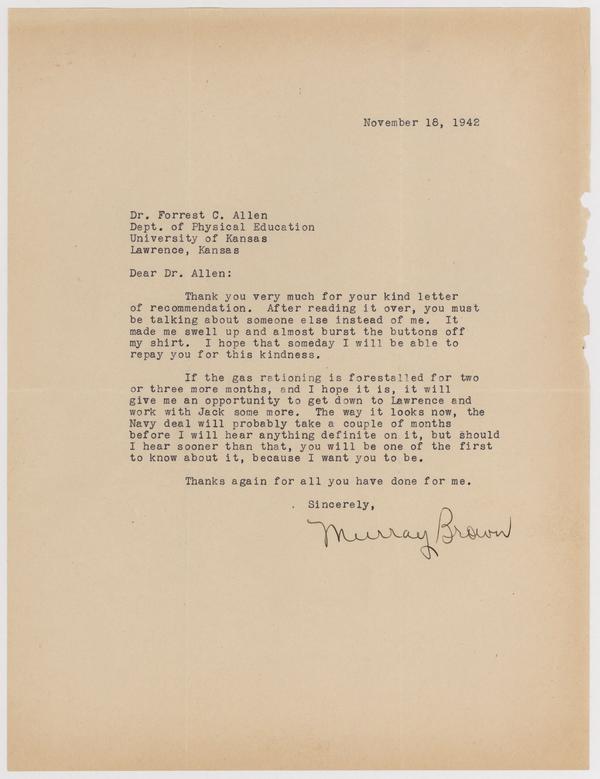 November 18, 1942
Dr. Forrest C. Allen
Dept. of Physical Education
University of Kansas
Lawrence, Kansas
Dear Dr. Allen:
Thank you very much for your kind letter
of recommendation. After reading it over, you must
be talking about someone else instead of me. It
made me swell up and almost burst the buttons off
my shirt. I hope that someday I will be able to
repay you for this kindness.
If the gas rationing is forestalled for two
or three more months, and I hope it is, it will
give me an opportunity to get down to Lawrence and
work with Jack some more. The way it looks now, the
Navy deal will probably take a couple of months
before I will hear anything definite on it, but should
I hear sooner than that, you will be one of the first
to know about it, because I want you to be.
Thanks again for all you have done for me.
Sincerely,
Murray Brown